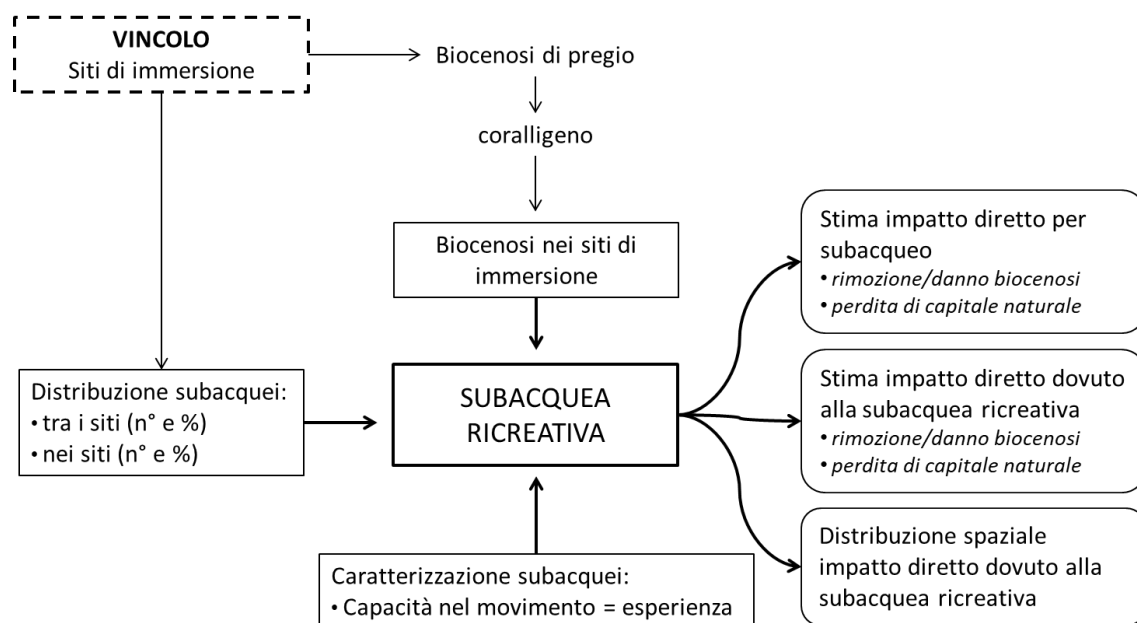 VINCOLO
Siti di immersione
Biocenosi di pregio
coralligeno
Biocenosi nei siti di
immersione
Distribuzione subacquei:
• tra i siti (n° e %)
• nei siti (n° e %)
SUBACQUEA
RICREATIVA
Caratterizzazione subacquei:
• Capacità nel movimento = esperienza
Stima impatto diretto per
subacqueo
• rimozione/danno biocenosi
• perdita di capitale naturale
Stima impatto diretto dovuto
alla subacquea ricreativa
• rimozione/danno biocenosi
• perdita di capitale naturale
Distribuzione spaziale
impatto diretto dovuto alla
subacquea ricreativa